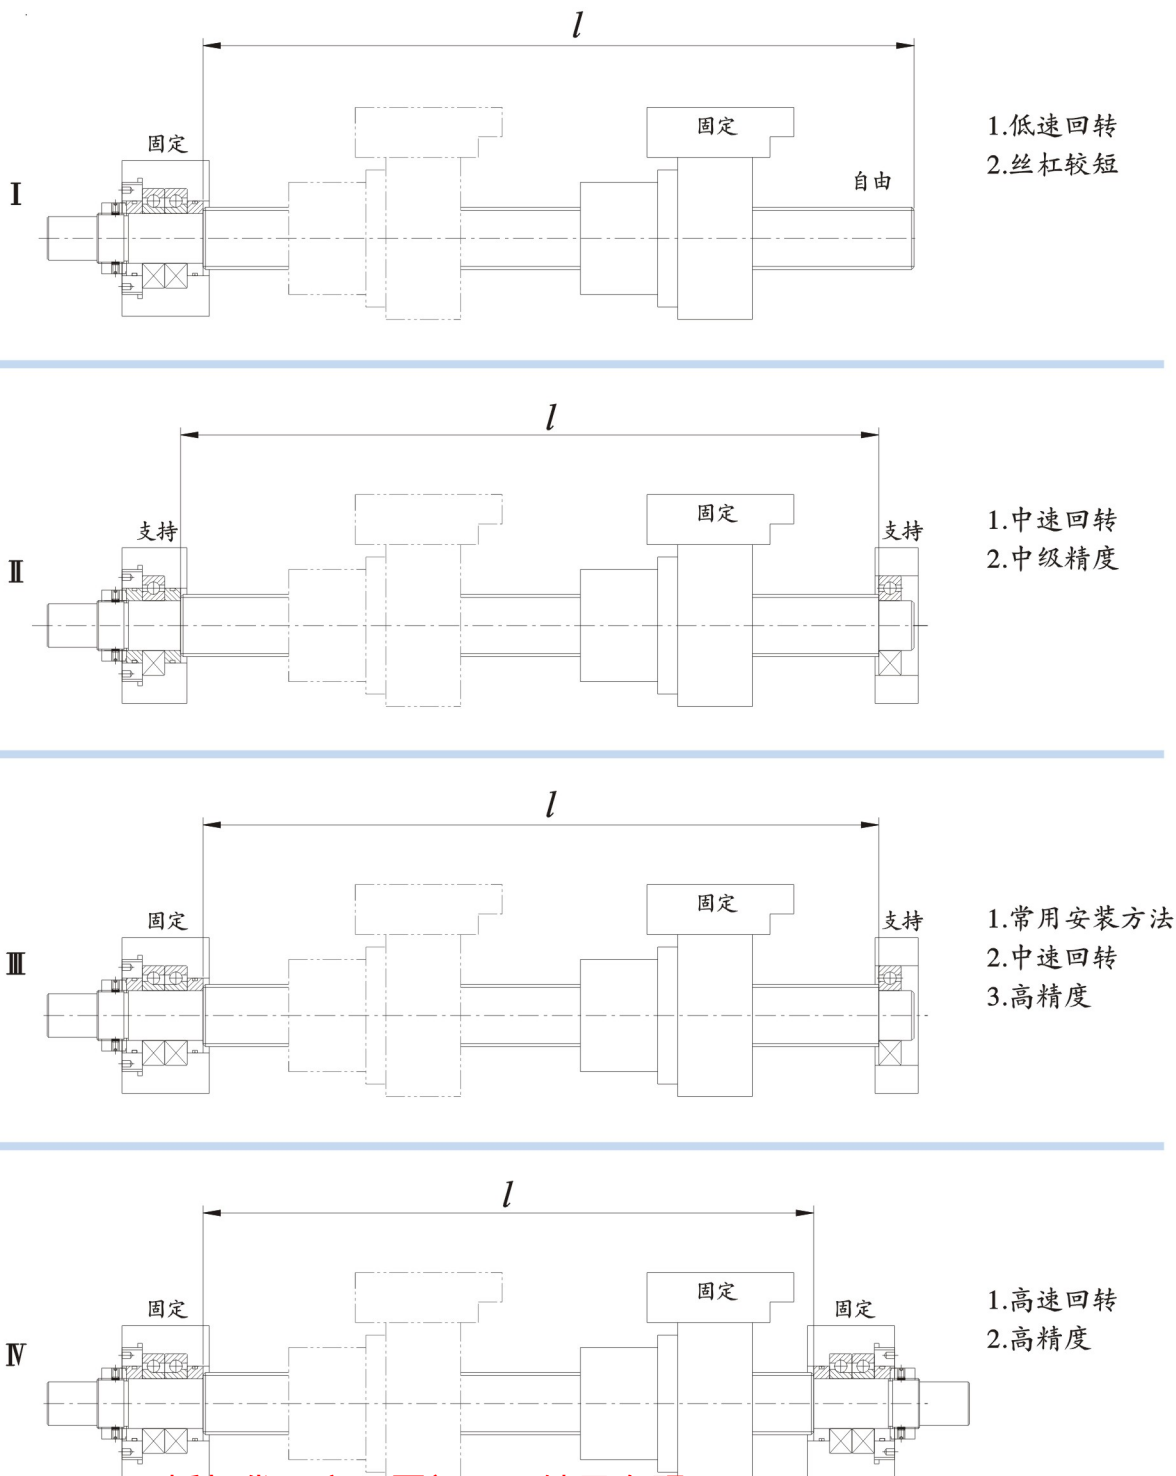 l
固定
固定
自由
Ⅰ
1.低速回转
2.丝杠较短
l
支持
固定
支持
Ⅱ
1.中速回转
2.中级精度
l
固定
固定
支持
Ⅲ
1.常用安装方法
2.中速回转
3.高精度
l
固定
固定
固定
Ⅳ
1.高速回转
2.高精度